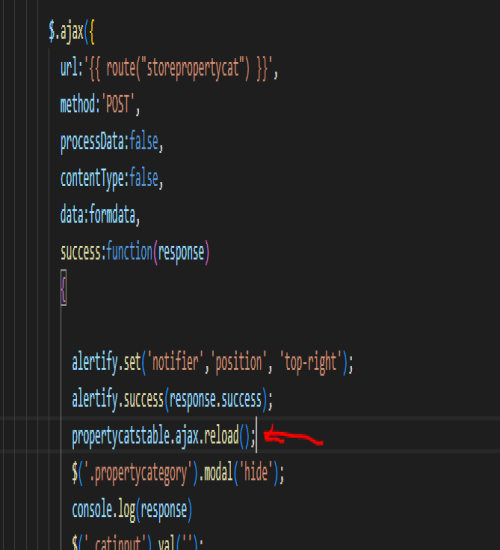 $.ajax({
url:'{{ route("storepropertycat") }}',
method:'POST',
processData:false,
contentType:false,
data:formdata,
success:function(response)
{
alertify.set('notifier','position', 'top-right');
alertify.success(response.success);
propertycatstable.ajax.reload();
$('.propertycategory').modal('hide');
console.log(response)
$('.catinput').val('');